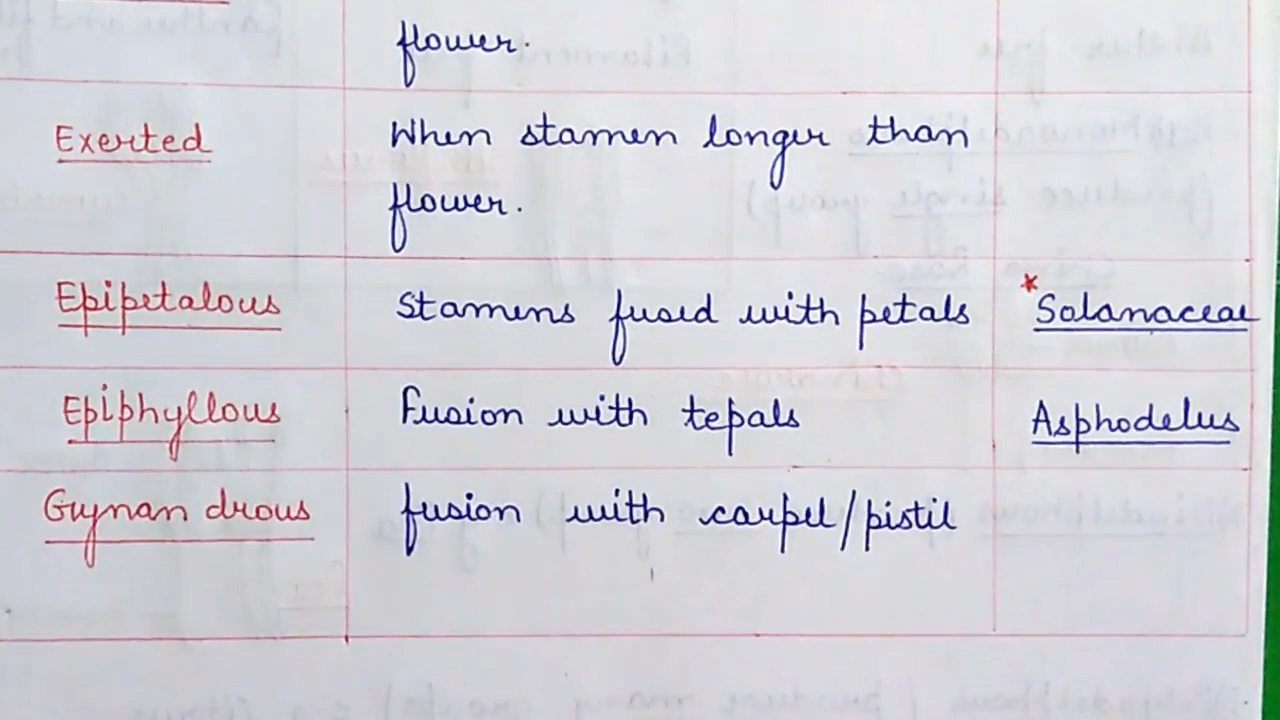 flower.
Exerted When stamen longer than
flower.
Epipetalous Stamens fused with petals *Solanaceae
Epiphyllous Fusion with tepals Asphodelus
Gynandrous fusion with carpel/pistil